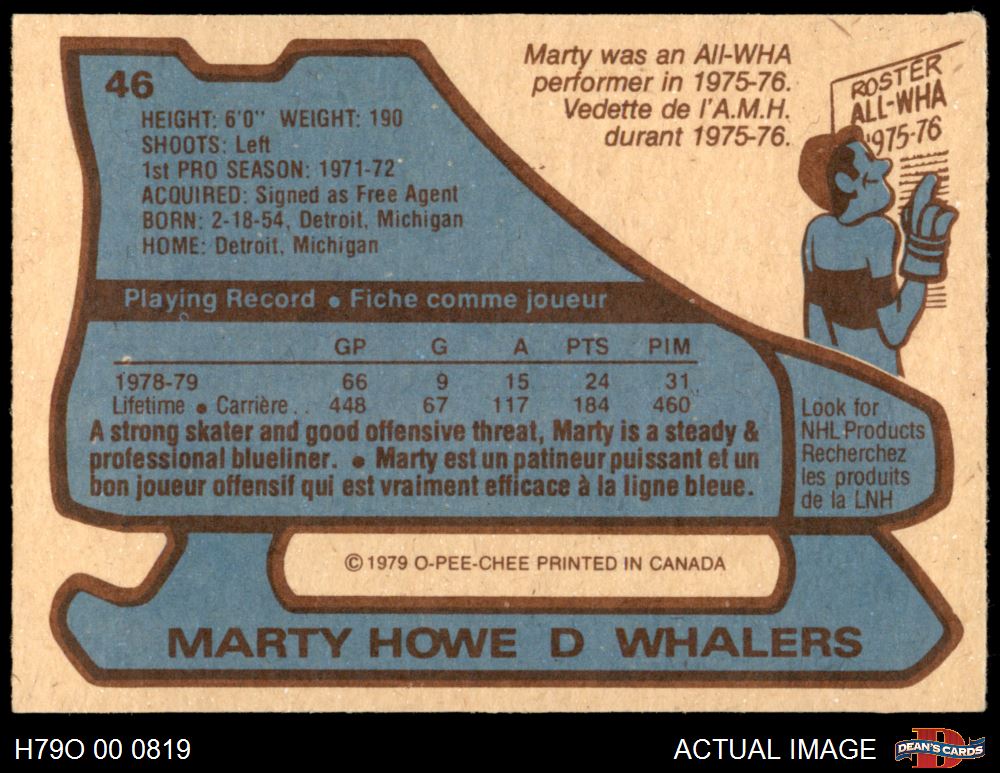 46
HEIGHT: 6'0" WEIGHT: 190
SHOOTS: Left
1st PRO SEASON: 1971-72
ACQUIRED: Signed as Free Agent
BORN: 2-18-54, Detroit, Michigan
HOME: Detroit, Michigan
Marty was an All-WHA
performer in 1975-76.
Vedette de l'A.M.H.
durant 1975-76.
ROSTER
ALL-WHA
1975-76
Playing Record • Fiche comme joueur
GP G A PTS PIM
1978-79 66 9 15 24 31
Lifetime • Carrière . . 448 67 117 184 460
A strong skater and good offensive threat, Marty is a steady &
professional blueliner. • Marty est un patineur puissant et un
bon joueur offensif qui est vraiment efficace à la ligne bleue.
Look for
NHL Products
Recherchez
les produits
de la LNH
© 1979 O-PEE-CHEE PRINTED IN CANADA
MARTY HOWE D WHALERS
H79O 00 0819
ACTUAL IMAGE
DEAN'S CARDS